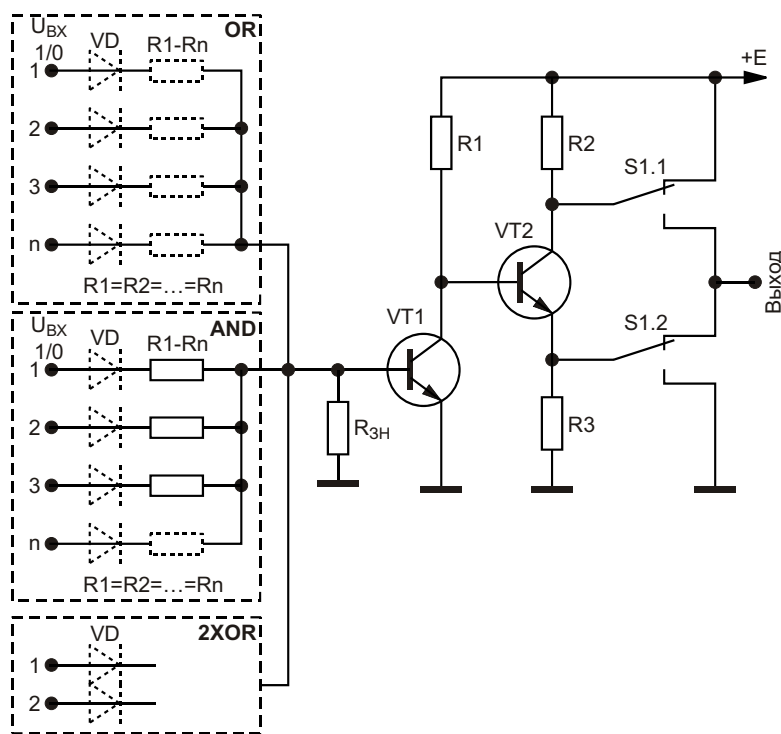 OR
UВХ
1/0
VD
R1-Rn
1
2
3
n
R1=R2=…=Rn
AND
UВХ
1/0
VD
R1-Rn
1
2
3
n
R1=R2=…=Rn
2XOR
VD
1
2
RЗН
VT1
R1
VT2
R2
R3
+E
S1.1
S1.2
Выход